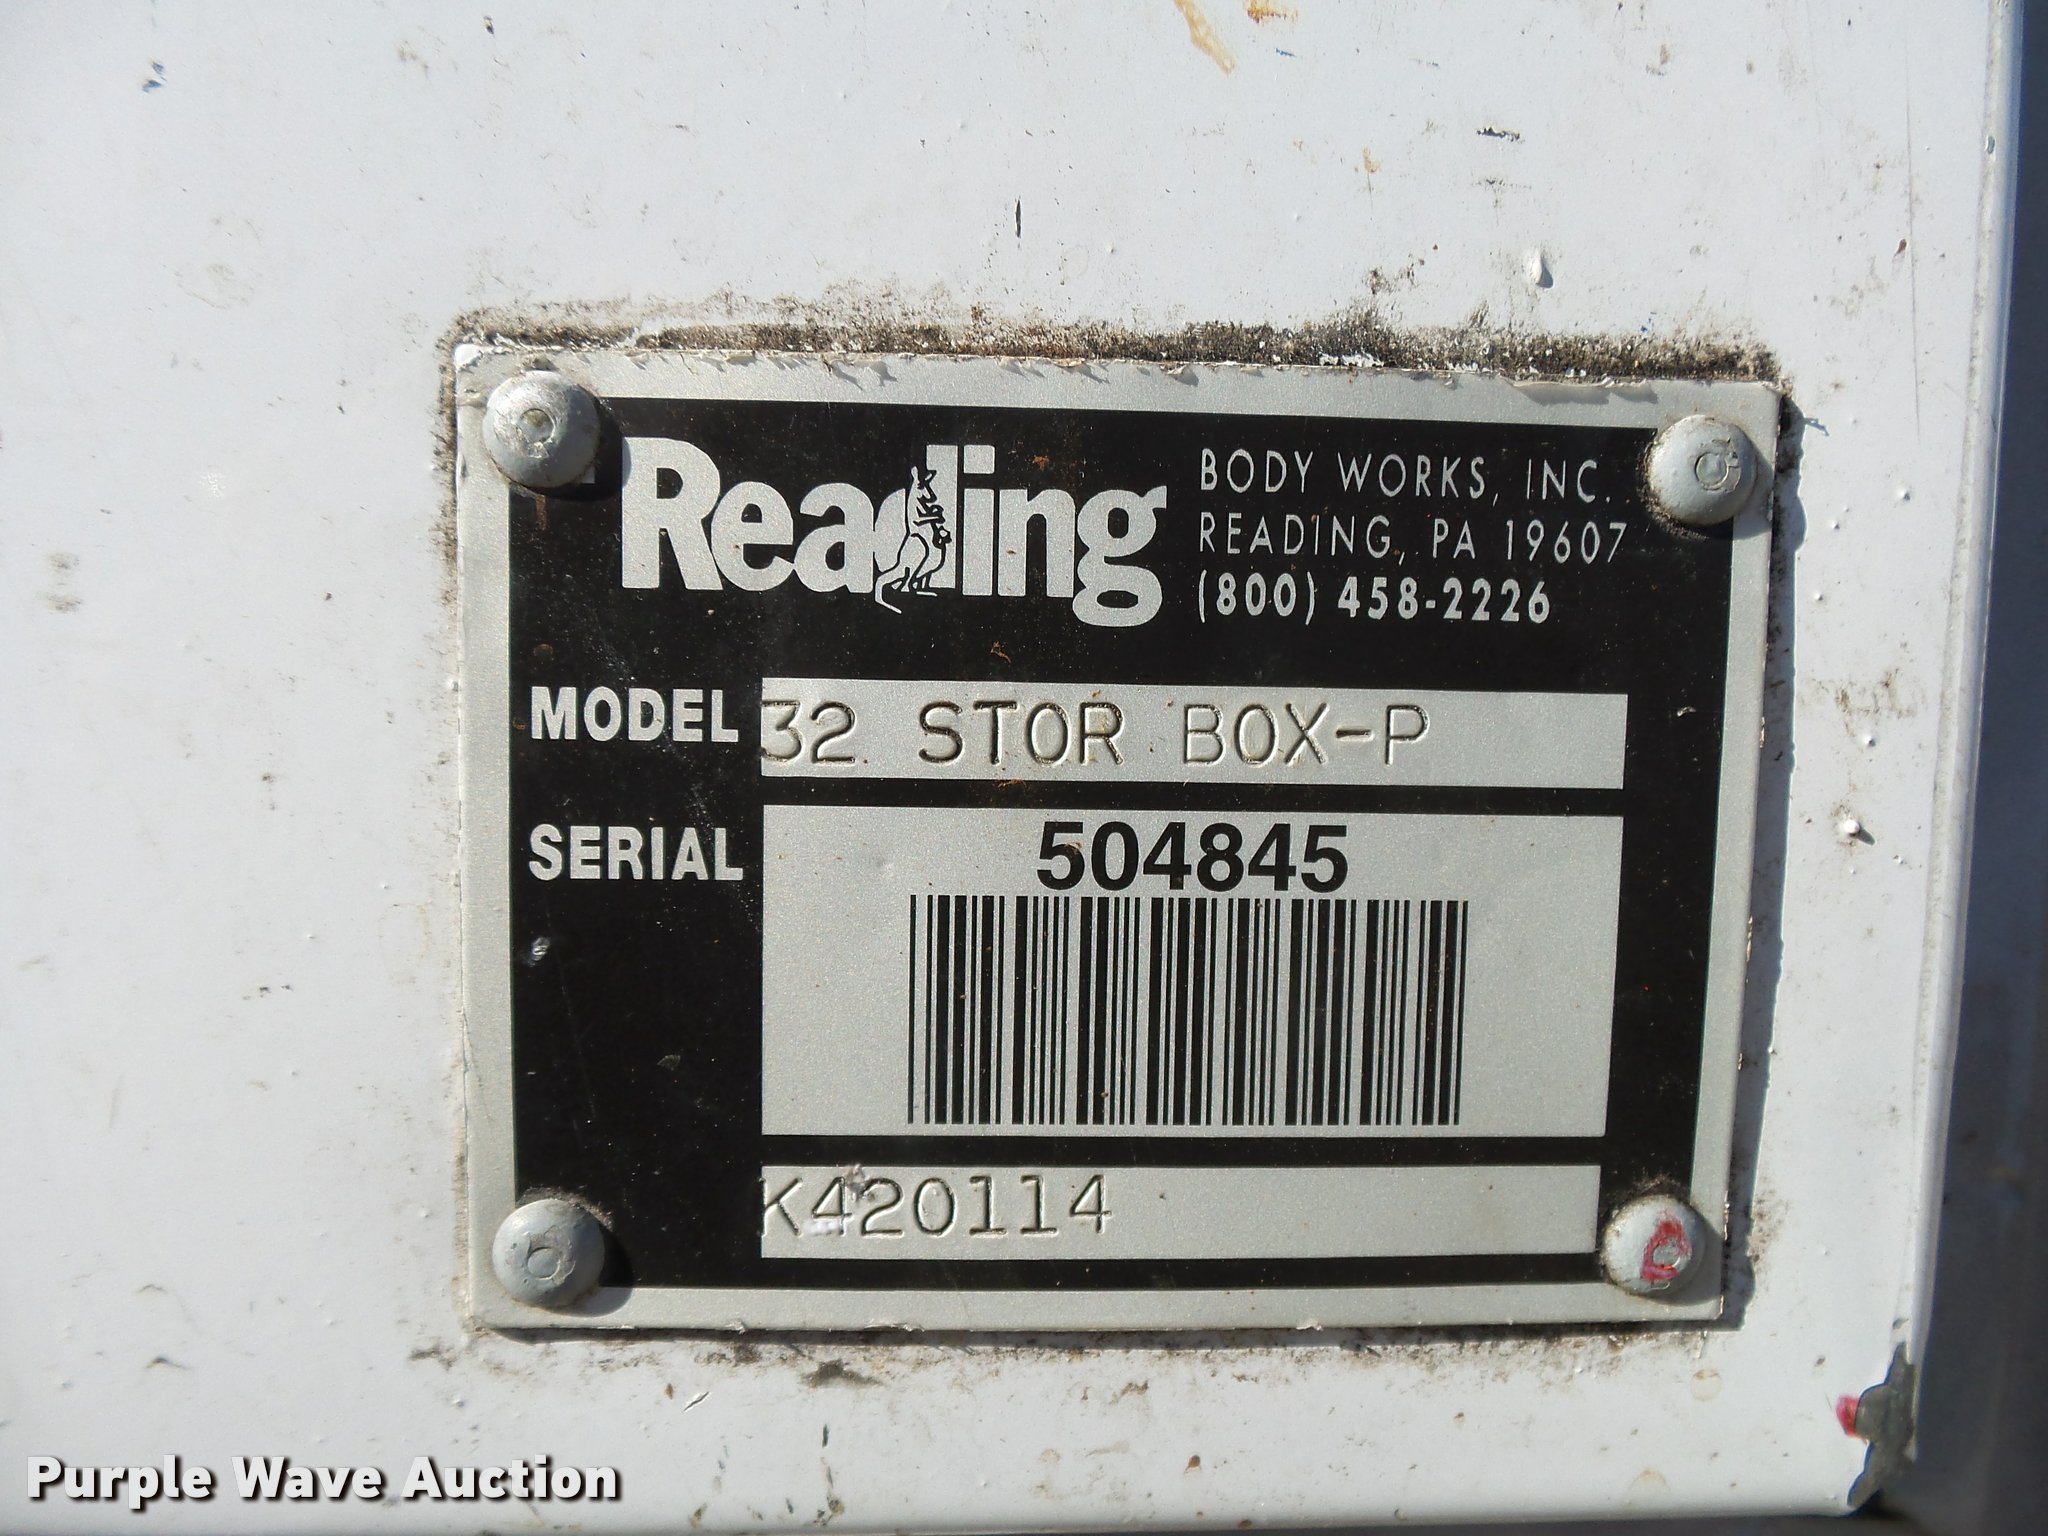 Reading
BODY WORKS, INC.
READING, PA 19607
(800) 458-2226
MODEL 32 STOR BOX-P
SERIAL 504845
K420114
Purple Wave Auction